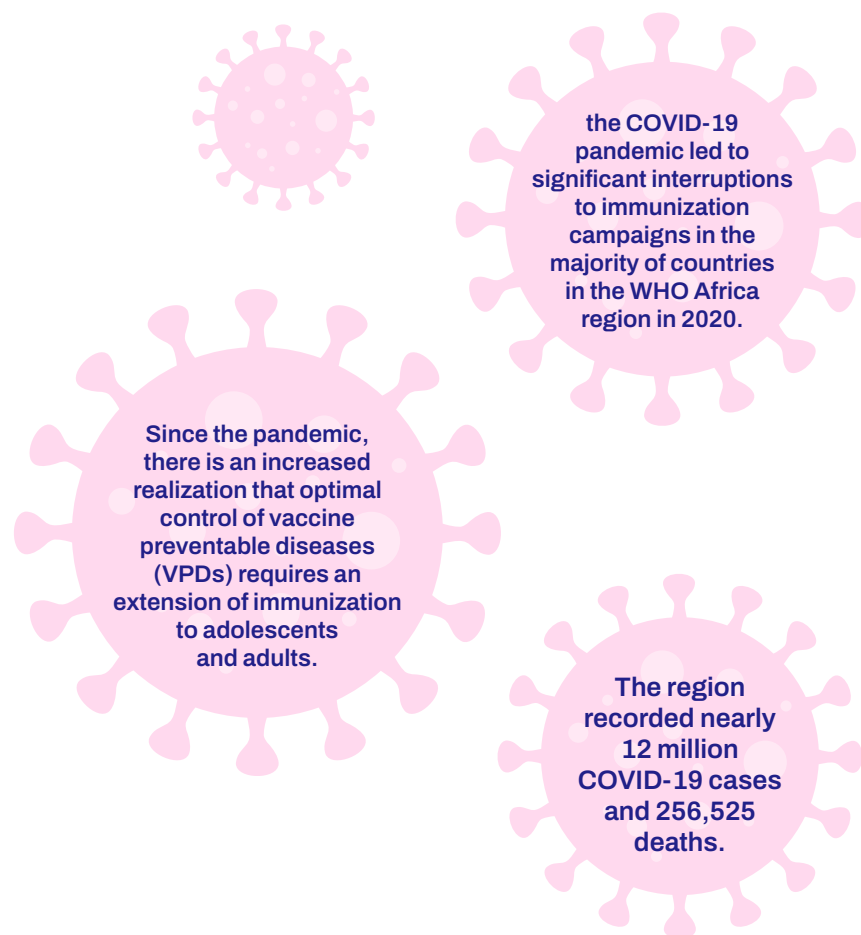 the COVID-19
pandemic led to
significant interruptions
to immunization
campaigns in the
majority of countries
in the WHO Africa
region in 2020.
Since the pandemic,
there is an increased
realization that optimal
control of vaccine
preventable diseases
(VPDs) requires an
extension of immunization
to adolescents
and adults.
The region
recorded nearly
12 million
COVID-19 cases
and 256,525
deaths.